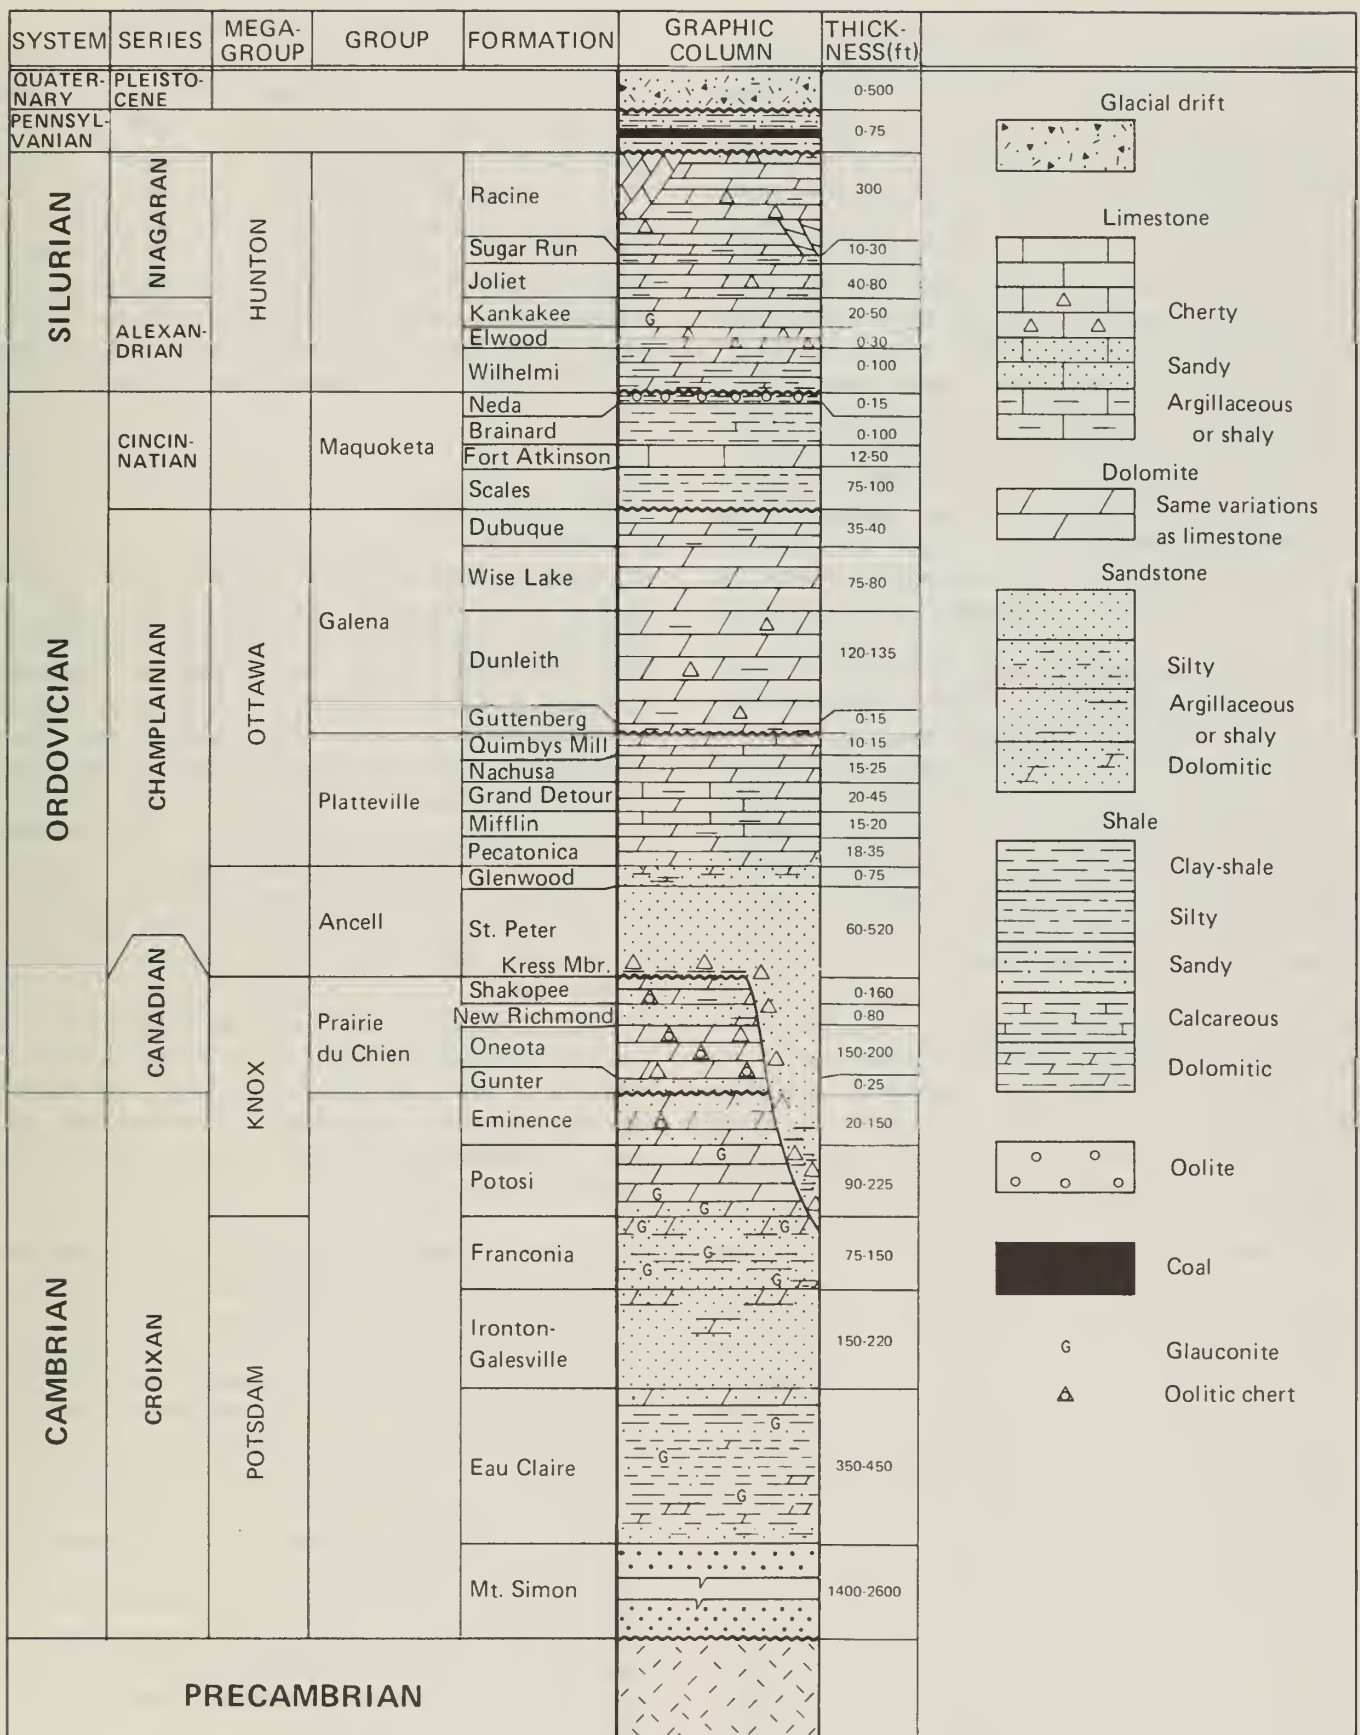 SYSTEM SERIES MEGA-GROUP GROUP FORMATION GRAPHIC COLUMN THICK-NESS(ft)
QUATER-NARY PLEISTO-CENE 0-500
PENNSYL-VANIAN 0-75
SILURIAN
NIAGARAN
HUNTON
Racine 300
Sugar Run 10-30
Joliet 40-80
ALEXAN-
DRIAN
Kankakee 20-50
G
Elwood 0-30
Wilhelmi 0-100
ORDOVICIAN
CINCIN-
NATIAN
Maquoketa
Neda 0-15
Brainard 0-100
Fort Atkinson 12-50
Scales 75-100
CHAMPLAINIAN
OTTAWA
Galena
Dubuque 35-40
Wise Lake 75-80
Dunleith 120-135
Guttenberg 0-15
Platteville
Quimbys Mill 10-15
Nachusa 15-25
Grand Detour 20-45
Mifflin 15-20
Pecatonica 18-35
Ancell
Glenwood 0-75
St. Peter 60-520
Kress Mbr.
CANADIAN
KNOX
Prairie
du Chien
Shakopee 0-160
New Richmond 0-80
Oneota 150-200
Gunter 0-25
CAMBRIAN
CROIXAN
Eminence 20-150
Potosi 90-225
G
G
G
POTSDAM
Franconia 75-150
G G
G
G
G
Ironton-
Galesville 150-220
Eau Claire 350-450
G
G
G
Mt. Simon 1400-2600
PRECAMBRIAN
Glacial drift
Limestone
Cherty
Sandy
Argillaceous
or shaly
Dolomite
Same variations
as limestone
Sandstone
Silty
Argillaceous
or shaly
Dolomitic
Shale
Clay-shale
Silty
Sandy
Calcareous
Dolomitic
Oolite
Coal
G Glauconite
Oolitic chert